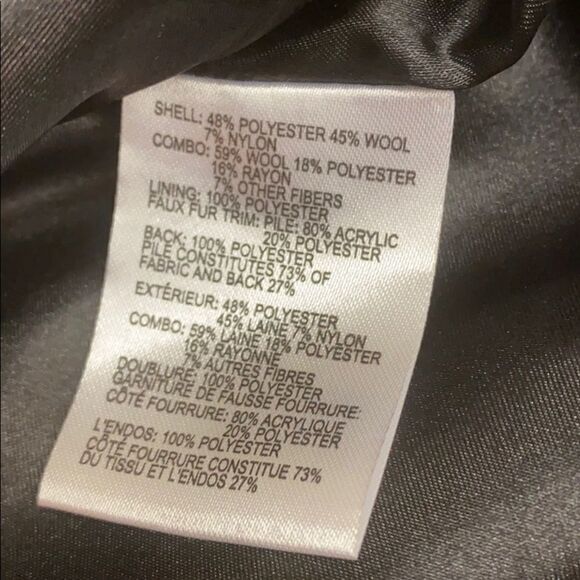 SHELL: 48% POLYESTER 45% WOOL
7% NYLON
COMBO: 59% WOOL 18% POLYESTER
16% RAYON
7% OTHER FIBERS
LINING: 100% POLYESTER
FAUX FUR TRIM: PILE: 80% ACRYLIC
20% POLYESTER
BACK: 100% POLYESTER
PILE CONSTITUTES 73% OF
FABRIC AND BACK 27%
EXTÉRIEUR: 48% POLYESTER
45% LAINE 7% NYLON
COMBO: 59% LAINE 18% POLYESTER
16% RAYONNE
7% AUTRES FIBRES
DOUBLURE: 100% POLYESTER
GARNITURE DE FAUSSE FOURRURE:
CÔTÉ FOURRURE: 80% ACRYLIQUE
20% POLYESTER
L'ENDOS: 100% POLYESTER
CÔTÉ FOURRURE CONSTITUE 73%
DU TISSU ET L'ENDOS 27%